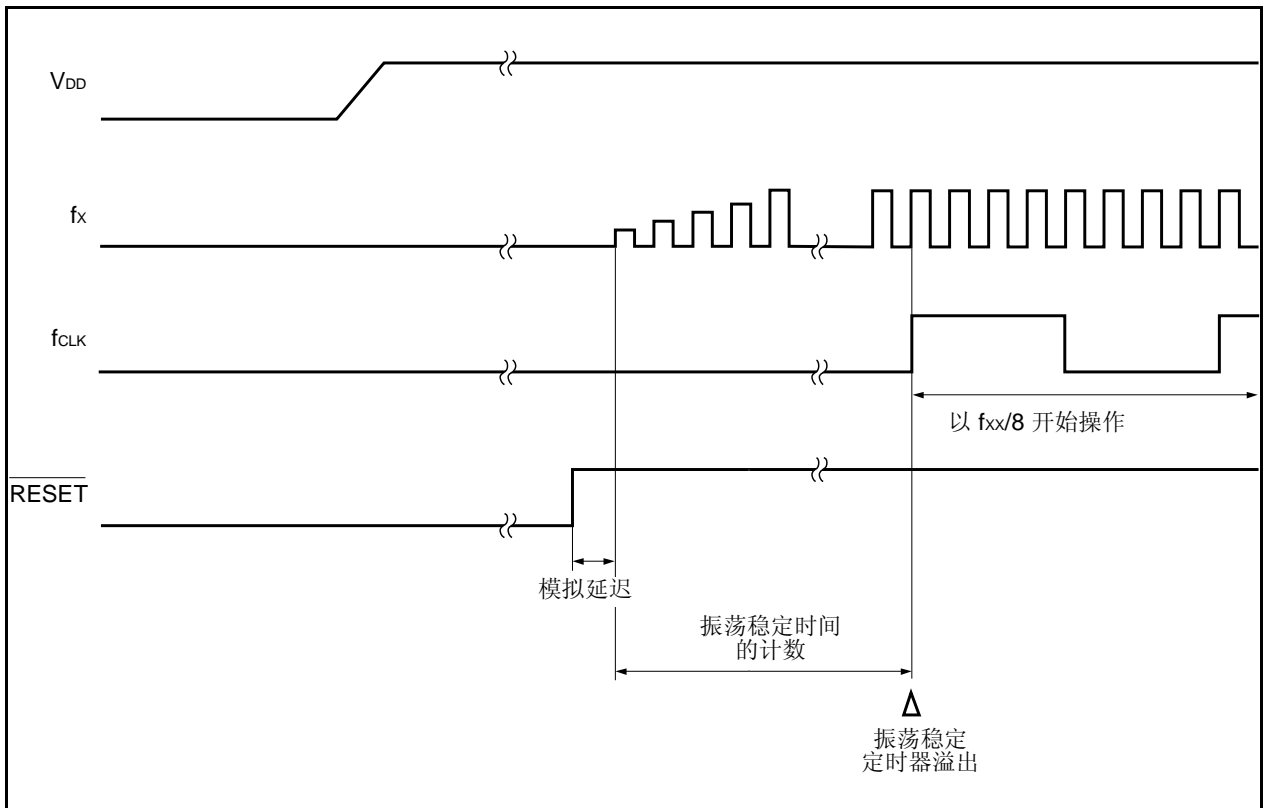 VDD
fX
fCLK
以 fXX/8 开始操作
RESET
模拟延迟
振荡稳定时间
的计数
振荡稳定
定时器溢出